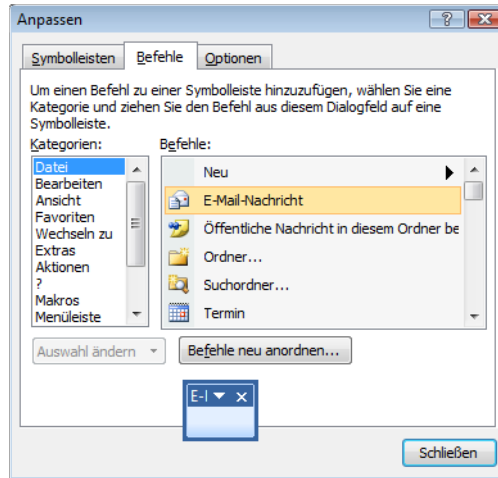 Anpassen
Symbolleisten Befehle Optionen
Um einen Befehl zu einer Symbolleiste hinzuzufügen, wählen Sie eine
Kategorie und ziehen Sie den Befehl aus diesem Dialogfeld auf eine
Symbolleiste.
Kategorien:
Datei
Bearbeiten
Ansicht
Favoriten
Wechseln zu
Extras
Aktionen
?
Makros
Menüleiste
Befehle:
Neu
E-Mail-Nachricht
Öffentliche Nachricht in diesem Ordner be
Ordner...
Suchordner...
Termin
Auswahl ändern
Befehle neu anordnen...
E-I
Schließen